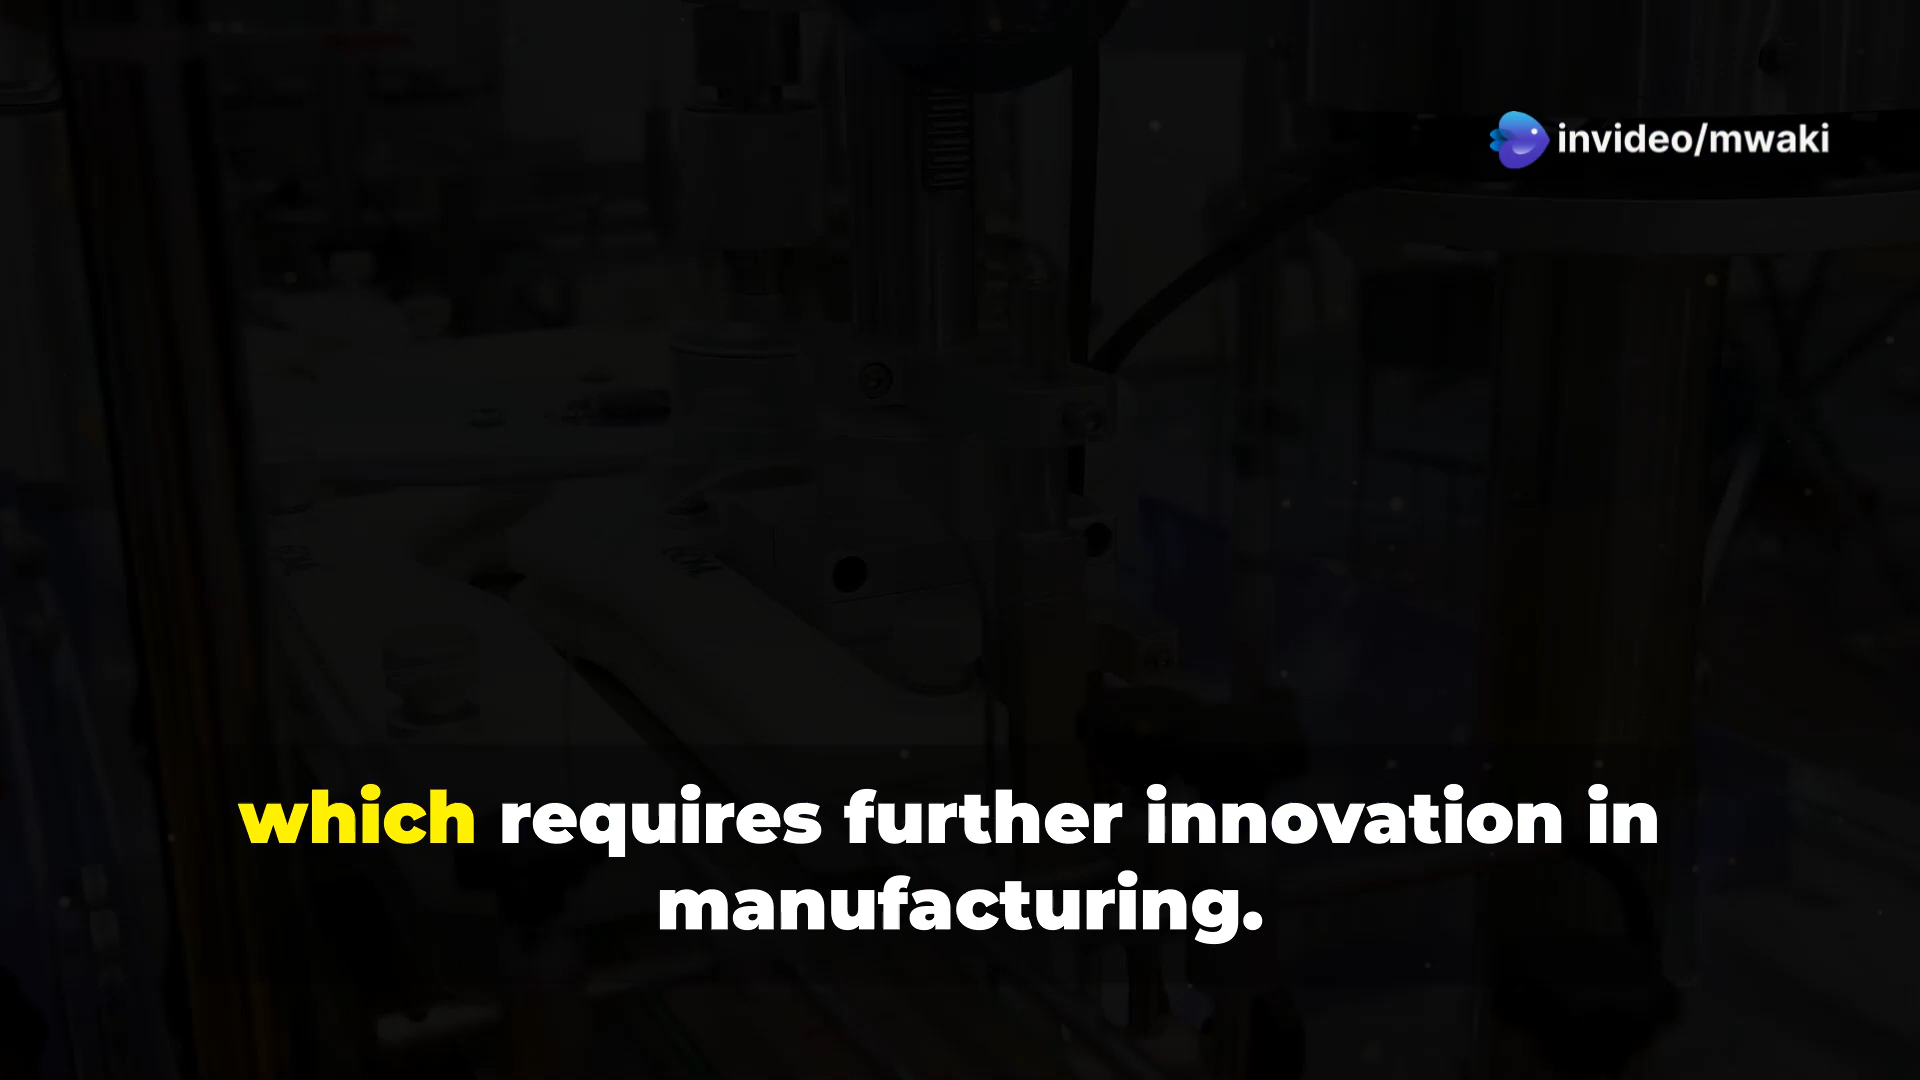 invideo/mwaki
which requires further innovation in
manufacturing.